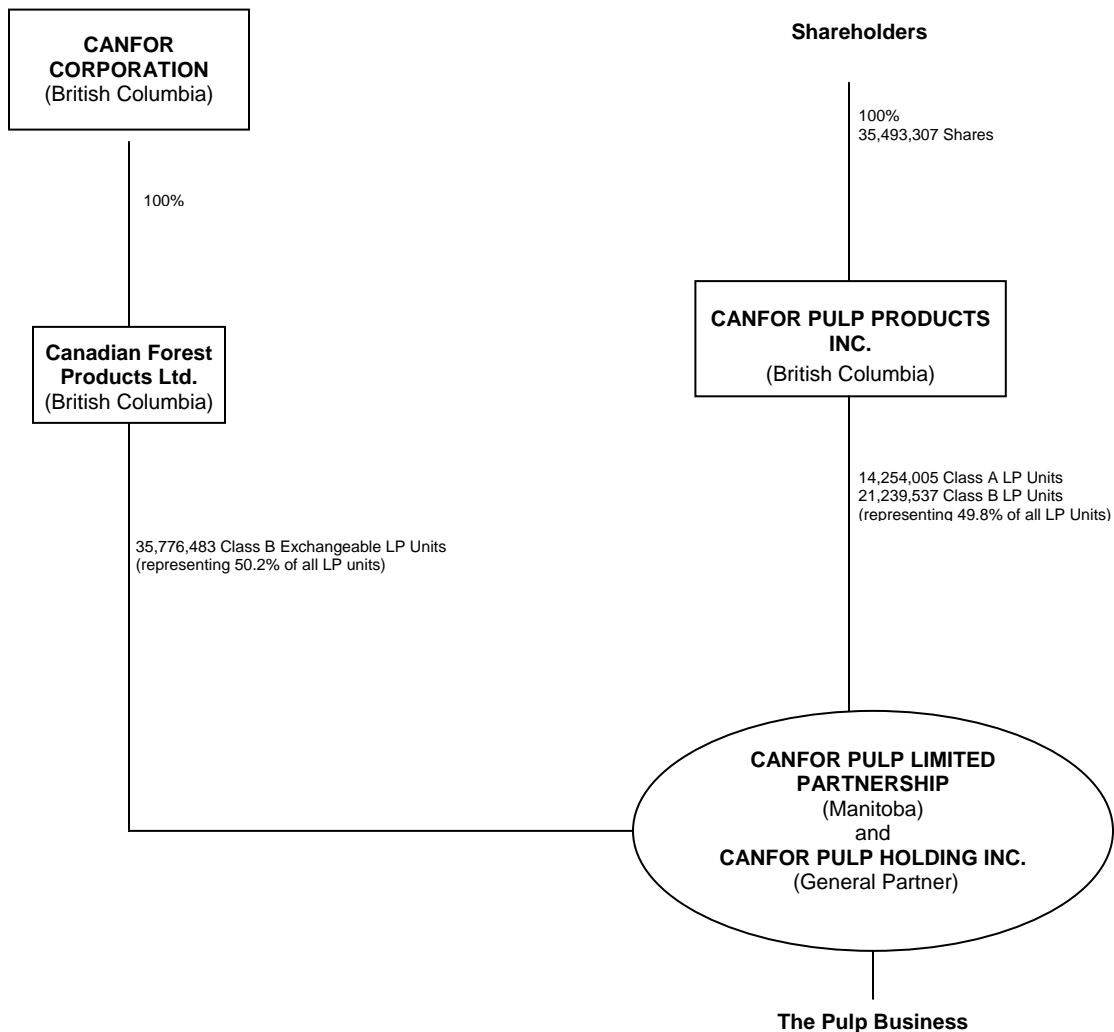 CANFOR
CORPORATION
(British Columbia)
Shareholders
100%
35,493,307 Shares
100%
Canadian Forest
Products Ltd.
(British Columbia)
CANFOR PULP PRODUCTS
INC.
(British Columbia)
14,254,005 Class A LP Units
21,239,537 Class B LP Units
(representing 49.8% of all LP Units)
35,776,483 Class B Exchangeable LP Units
(representing 50.2% of all LP units)
CANFOR PULP LIMITED
PARTNERSHIP
(Manitoba)
and
CANFOR PULP HOLDING INC.
(General Partner)
The Pulp Business